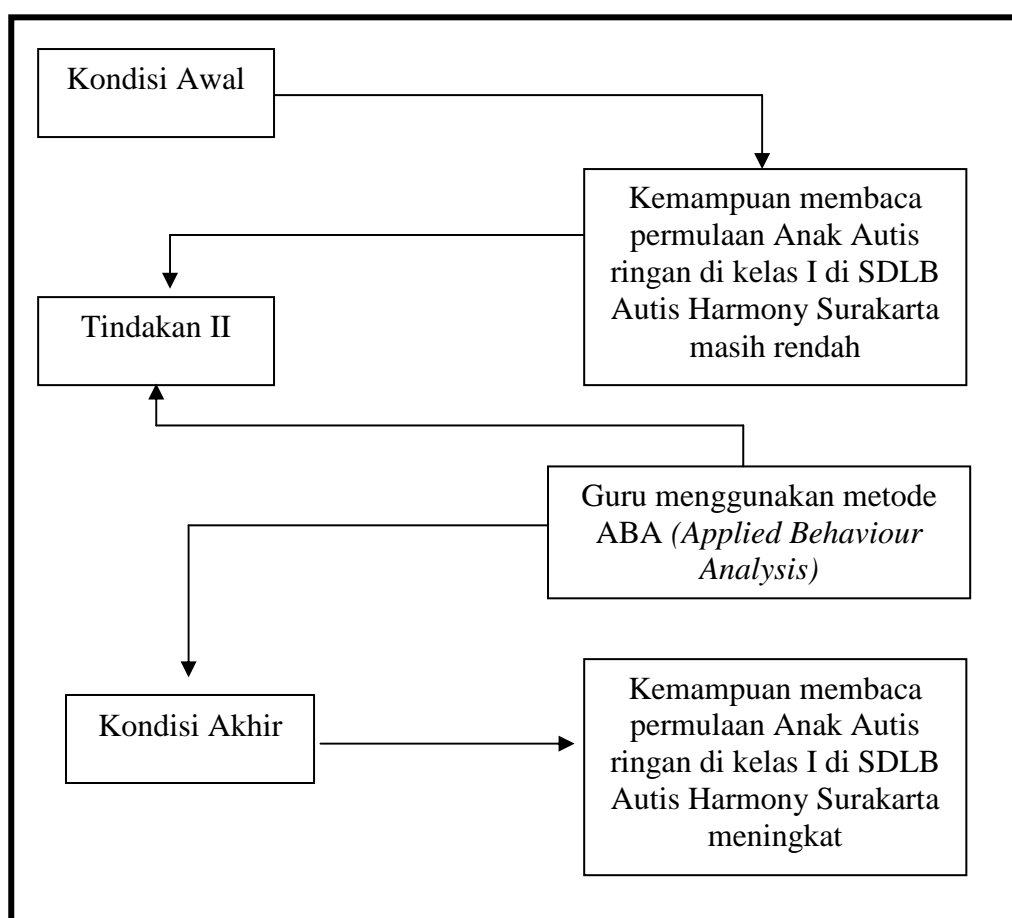 Kondisi Awal
Kemampuan membaca
permulaan Anak Autis
ringan di kelas I di SDLB
Autis Harmony Surakarta
masih rendah
Tindakan II
Guru menggunakan metode
ABA (Applied Behaviour
Analysis)
Kondisi Akhir
Kemampuan membaca
permulaan Anak Autis
ringan di kelas I di SDLB
Autis Harmony Surakarta
meningkat